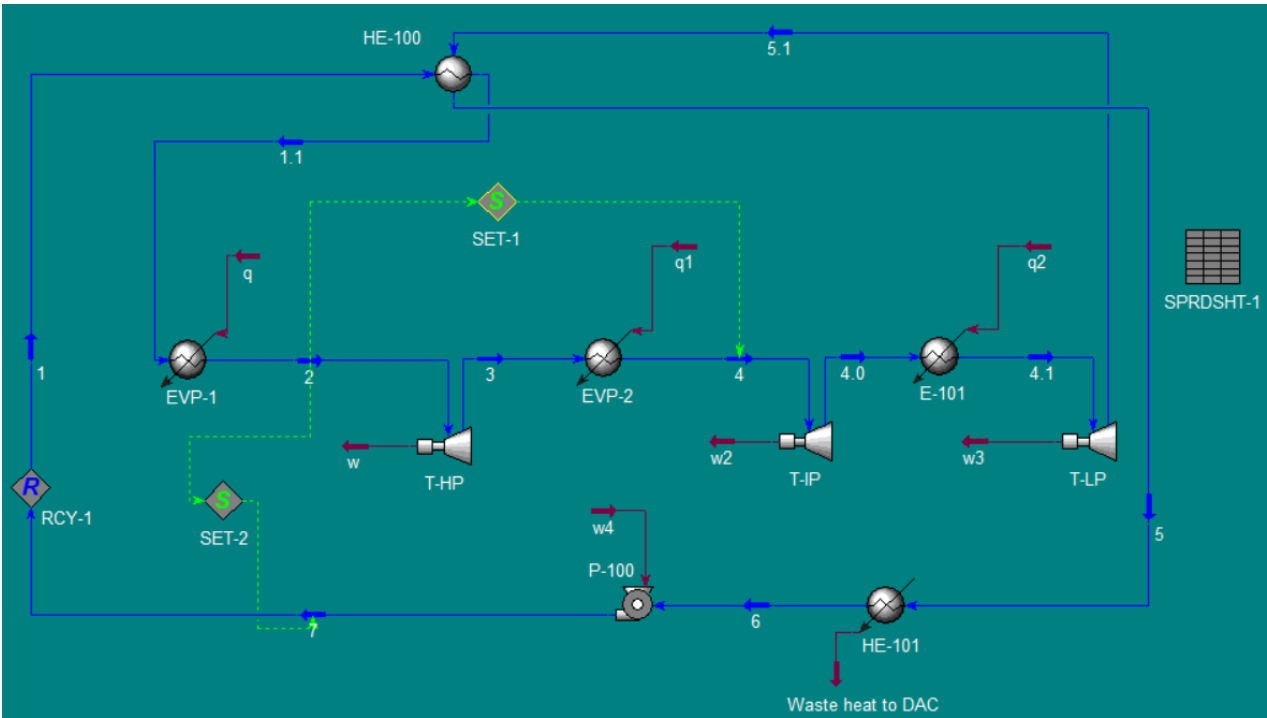 HE-100
5.1
1.1
S
SET-1
q
q1
q2
SPRDSHT-1
1
2
3
4
4.0
4.1
EVP-1
EVP-2
E-101
w
w2
w3
T-HP
T-IP
T-LP
R
RCY-1
S
SET-2
w4
5
P-100
7
6
HE-101
Waste heat to DAC